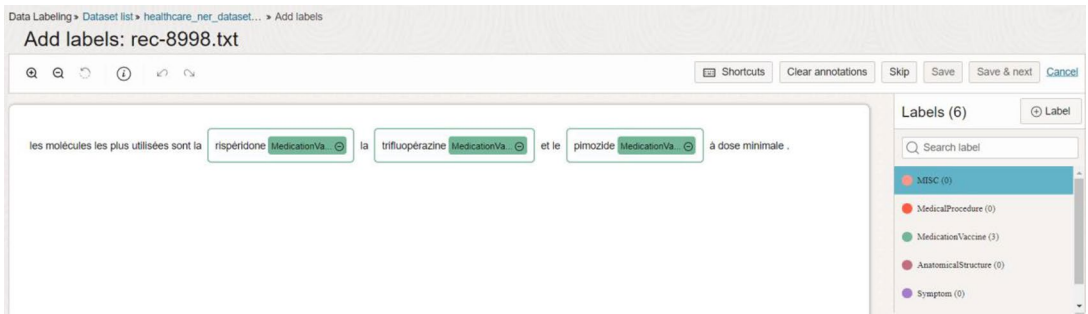 Data Labeling » Dataset list » healthcare_ner_dataset... » Add labels
Add labels: rec-8998.txt
Shortcuts Clear annotations Skip Save Save & next Cancel
Labels (6) Label
les molécules les plus utilisées sont la rispéridone MedicationVa... la trifluopérazine MedicationVa... et le pimozide MedicationVa... à dose minimale .
Search label
MISC (0)
MedicalProcedure (0)
MedicationVaccine (3)
AnatomicalStructure (0)
Symptom (0)